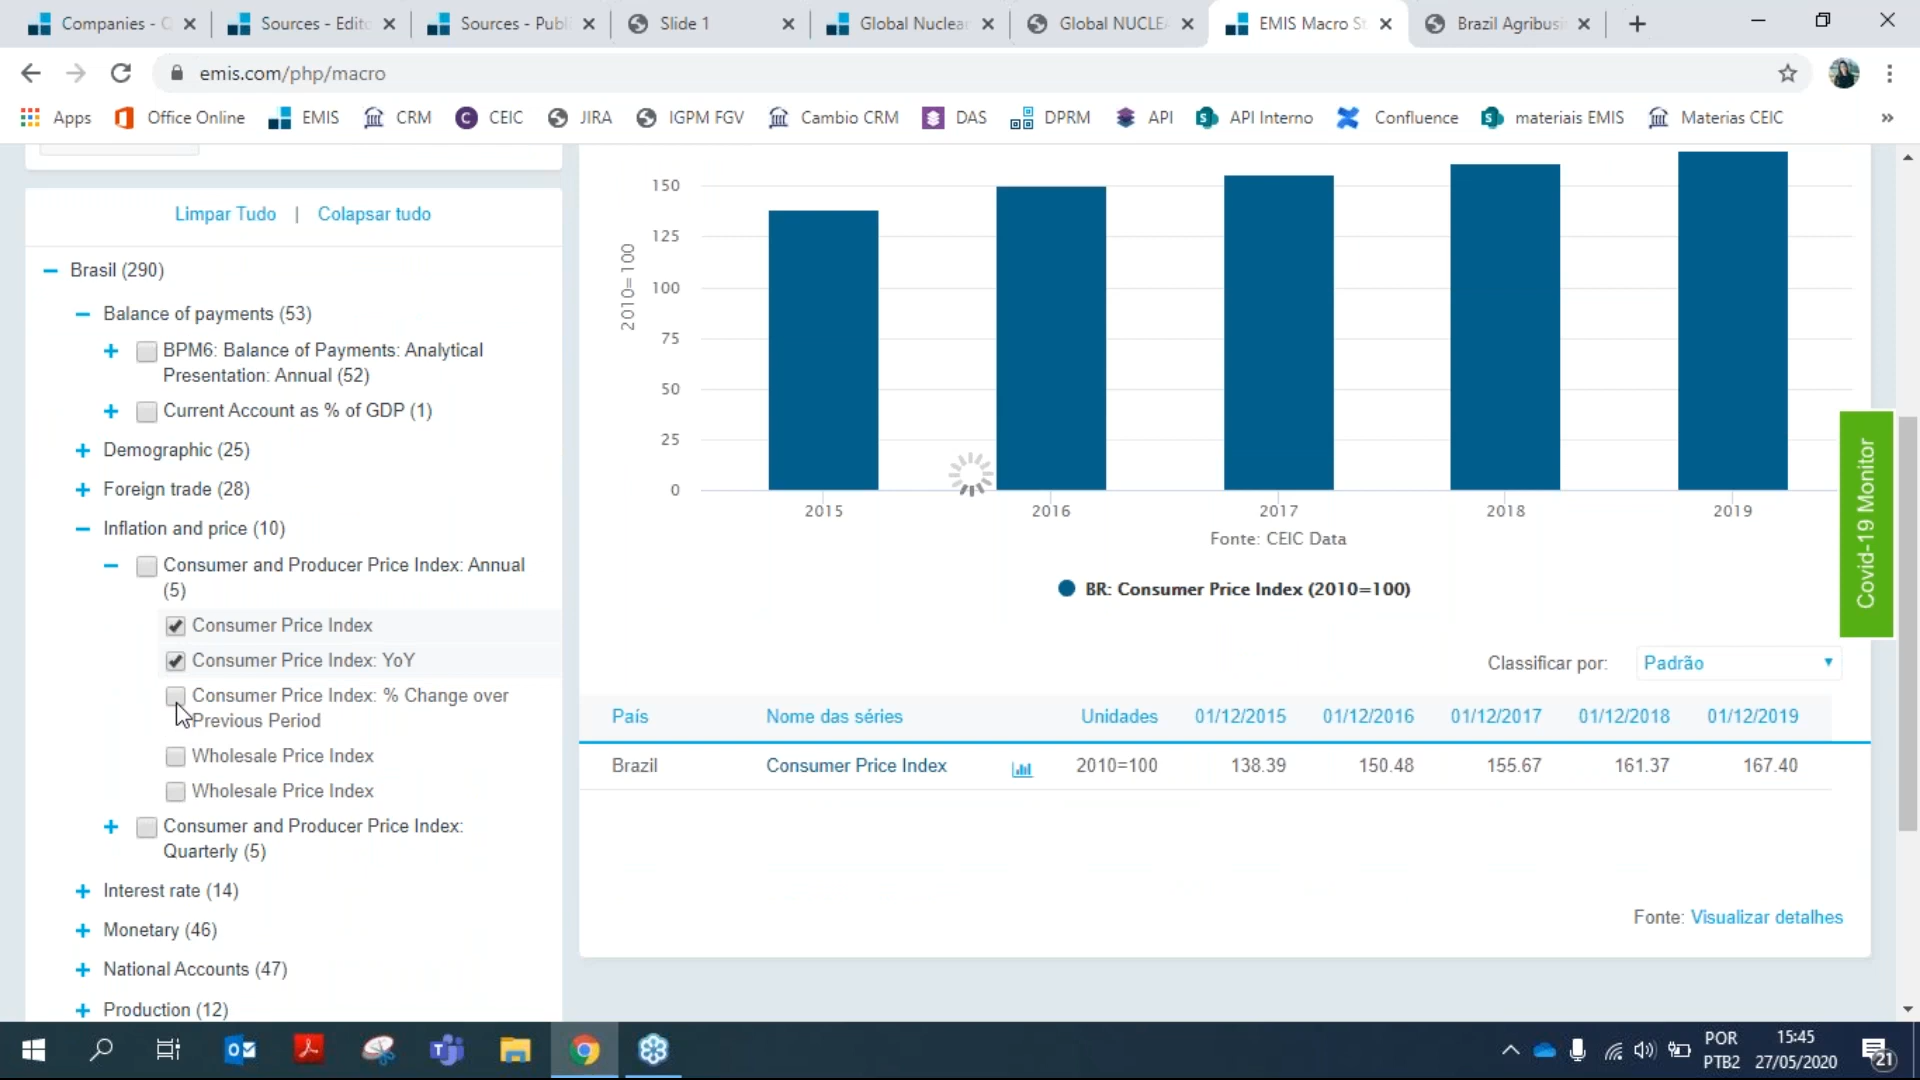 Companies - 
Sources - Edito
Sources - Publ
Slide 1
Global Nuclear
Global NUCLEA
EMIS Macro St
Brazil Agribusi
emis.com/php/macro
Apps
Office Online
EMIS
CRM
CEIC
JIRA
IGPM FGV
Cambio CRM
DAS
DPRM
API
API Interno
Confluence
materiais EMIS
Materias CEIC
»
Limpar Tudo | Colapsar tudo
Brasil (290)
Balance of payments (53)
BPM6: Balance of Payments: Analytical
Presentation: Annual (52)
Current Account as % of GDP (1)
Demographic (25)
Foreign trade (28)
Inflation and price (10)
Consumer and Producer Price Index: Annual
(5)
Consumer Price Index
Consumer Price Index: YoY
Consumer Price Index: % Change over
Previous Period
Wholesale Price Index
Wholesale Price Index
Consumer and Producer Price Index:
Quarterly (5)
Interest rate (14)
Monetary (46)
National Accounts (47)
Production (12)
150
125
100
75
50
25
0
2010=100
2015 2016 2017 2018 2019
Fonte: CEIC Data
BR: Consumer Price Index (2010=100)
Covid-19 Monitor
Classificar por: Padrão
País Nome das séries Unidades 01/12/2015 01/12/2016 01/12/2017 01/12/2018 01/12/2019
Brazil Consumer Price Index 2010=100 138.39 150.48 155.67 161.37 167.40
Fonte: Visualizar detalhes
POR
PTB2
15:45
27/05/2020
21